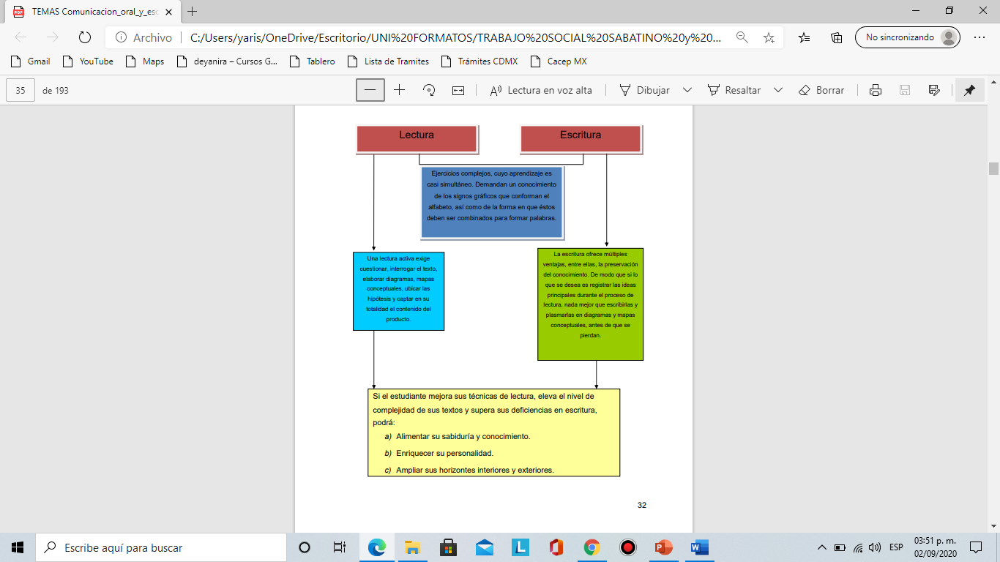 TEMAS Comunicacion_oral_y_esc
Archivo
C:/Users/yaris/OneDrive/Escritorio/UNI%20FORMATOS/TRABAJO%20SOCIAL%20SABATINO%20y%20...
No sincronizando
Gmail
YouTube
Maps
deyanira – Cursos G...
Tablero
Lista de Tramites
Trámites CDMX
Cacep MX
35
de 193
Lectura en voz alta
Dibujar
Resaltar
Borrar
Lectura
Escritura
Ejercicios complejos, cuyo aprendizaje es
casi simultáneo. Demandan un conocimiento
de los signos gráficos que conforman el
alfabeto, así como de la forma en que éstos
deben ser combinados para formar palabras.
Una lectura activa exige
cuestionar, interrogar el texto,
elaborar diagramas, mapas
conceptuales, ubicar las
hipótesis y captar en su
totalidad el contenido del
producto.
La escritura ofrece múltiples
ventajas, entre ellas, la preservación
del conocimiento. De modo que si lo
que se desea es registrar las ideas
principales durante el proceso de
lectura, nada mejor que escribirlas y
plasmarlas en diagramas y mapas
conceptuales, antes de que se
pierdan.
Si el estudiante mejora sus técnicas de lectura, eleva el nivel de
complejidad de sus textos y supera sus deficiencias en escritura,
podrá:
a) Alimentar su sabiduría y conocimiento.
b) Enriquecer su personalidad.
c) Ampliar sus horizontes interiores y exteriores.
32
Escribe aquí para buscar
ESP
03:51 p. m.
02/09/2020